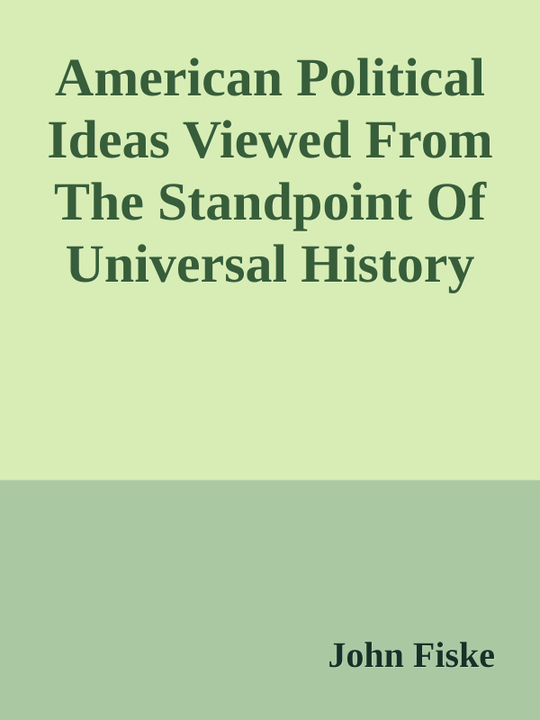 American Political
Ideas Viewed From
The Standpoint Of
Universal History
John Fiske